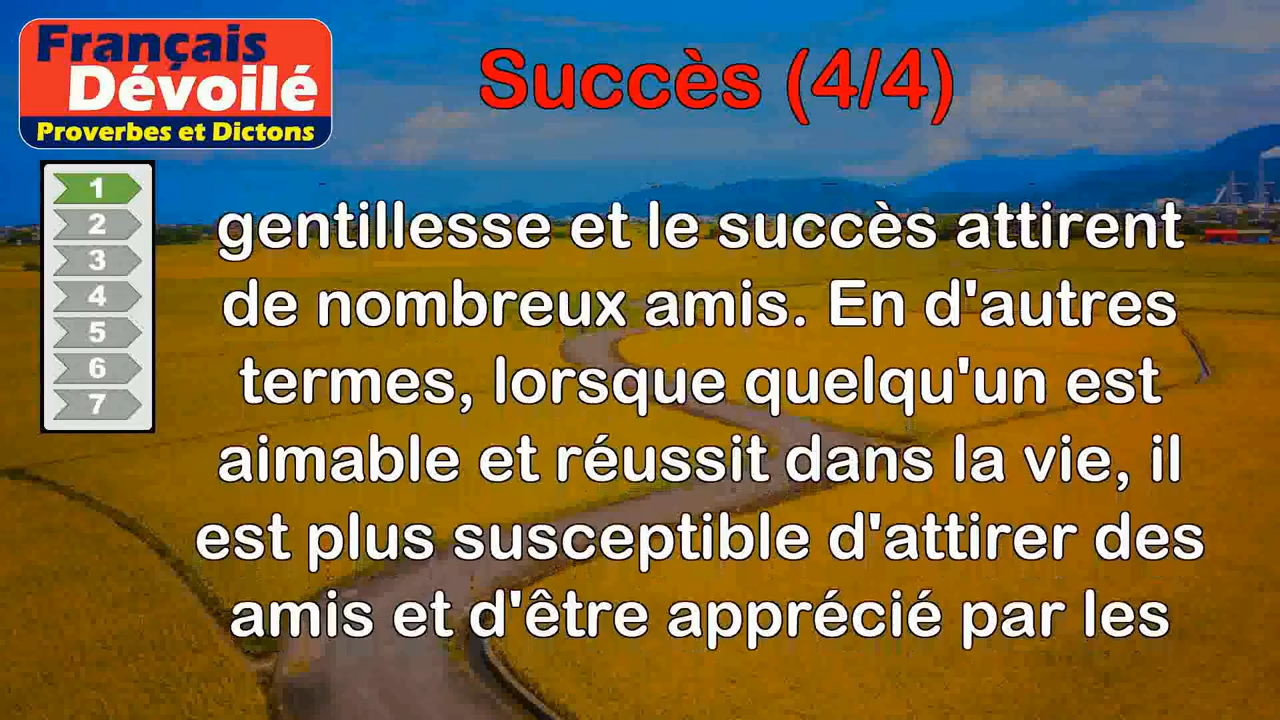 Français
Dévoilé
Proverbes et Dictons
Succès (4/4)
1
2
3
4
5
6
7
gentillesse et le succès attirent
de nombreux amis. En d'autres
termes, lorsque quelqu'un est
aimable et réussit dans la vie, il
est plus susceptible d'attirer des
amis et d'être apprécié par les